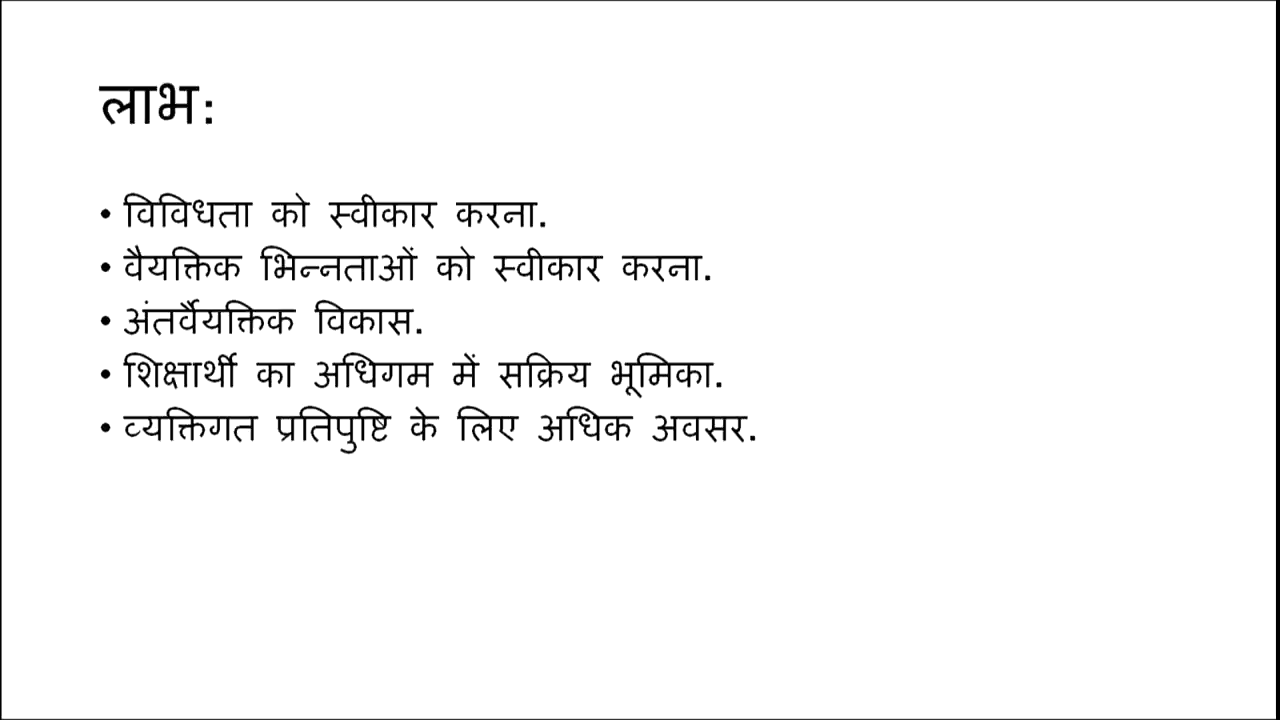 लाभ:
• विविधता को स्वीकार करना.
• वैयक्तिक भिन्नताओं को स्वीकार करना.
• अंतर्वैयक्तिक विकास.
• शिक्षार्थी का अधिगम में सक्रिय भूमिका.
• व्यक्तिगत प्रतिपुष्टि के लिए अधिक अवसर.